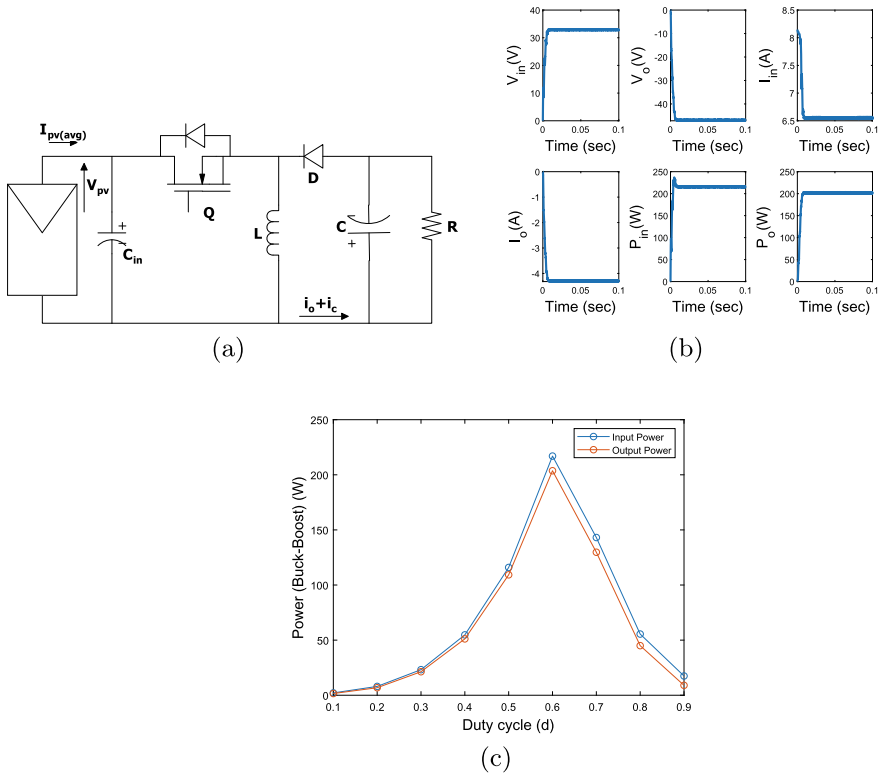 I_pv(avg)
V_pv
C_in
+
Q
L
D
C
+
R
i_o+i_c
(a)
40
30
20
10
0
V_in(V)
0 0.05 0.1
Time (sec)
0
-10
-20
-30
-40
V_o(V)
0 0.05 0.1
Time (sec)
8.5
8
7.5
7
6.5
I_in(A)
0 0.05 0.1
Time (sec)
0
-1
-2
-3
-4
I_o(A)
0 0.05 0.1
Time (sec)
250
200
150
100
50
0
P_in(W)
0 0.05 0.1
Time (sec)
250
200
150
100
50
0
P_o(W)
0 0.05 0.1
Time (sec)
(b)
250
200
150
100
50
0
Power (Buck-Boost) (W)
Input Power
Output Power
0.1 0.2 0.3 0.4 0.5 0.6 0.7 0.8 0.9
Duty cycle (d)
(c)